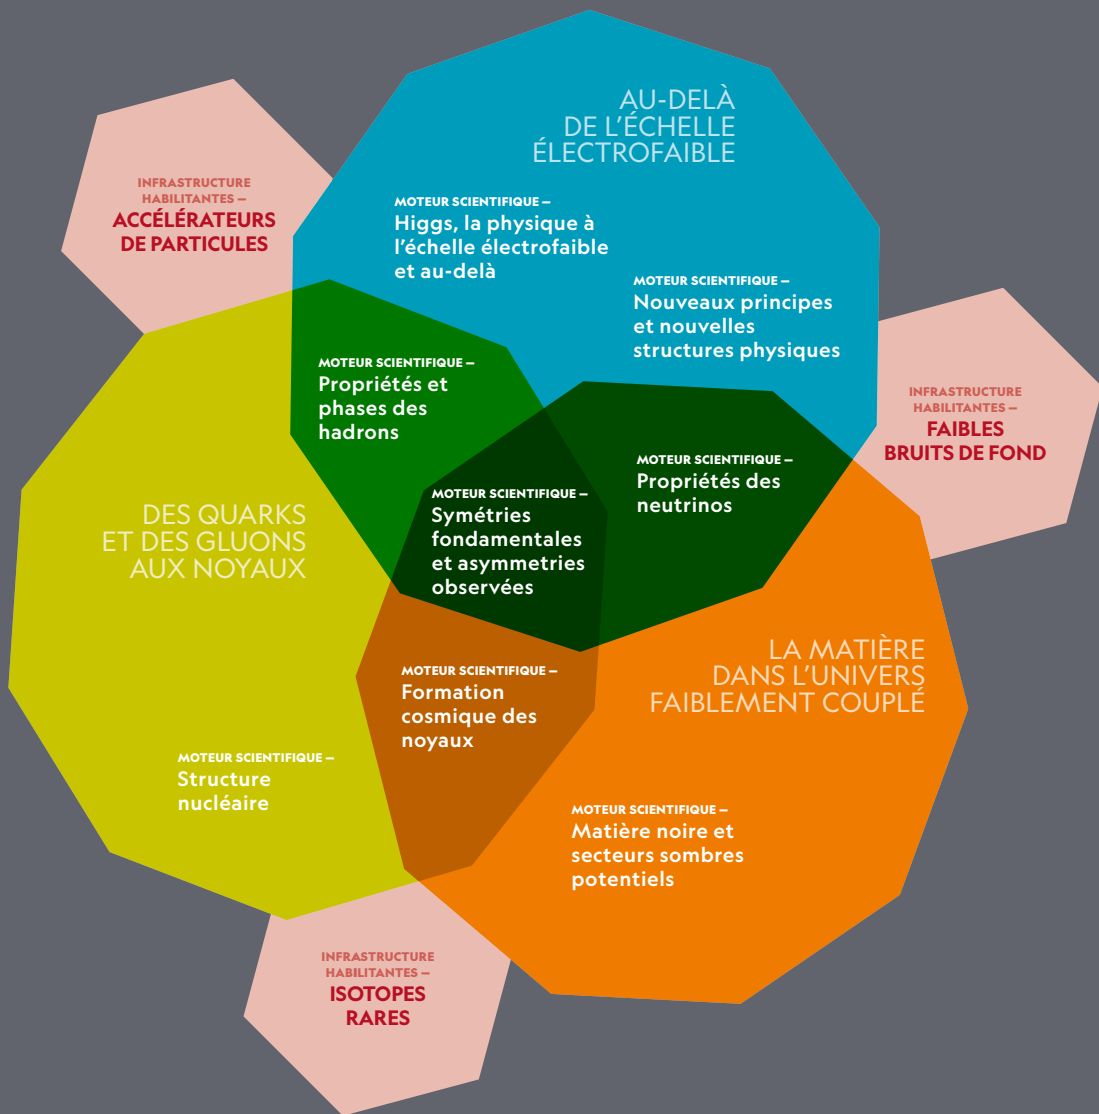 AU-DELÀ
DE L'ÉCHELLE
ÉLECTROFAIBLE
INFRASTRUCTURE
HABILITANTES –
ACCÉLÉRATEURS
DE PARTICULES
MOTEUR SCIENTIFIQUE –
Higgs, la physique à
l'échelle électrofaible
et au-delà
MOTEUR SCIENTIFIQUE –
Nouveaux principes
et nouvelles
structures physiques
MOTEUR SCIENTIFIQUE –
Propriétés et
phases des
hadrons
INFRASTRUCTURE
HABILITANTES –
FAIBLES
BRUITS DE FOND
MOTEUR SCIENTIFIQUE –
Propriétés des
neutrinos
MOTEUR SCIENTIFIQUE –
Symétries
fondamentales
et asymmetries
observées
DES QUARKS
ET DES GLUONS
AUX NOYAUX
LA MATIÈRE
DANS L'UNIVERS
FAIBLEMENT COUPLÉ
MOTEUR SCIENTIFIQUE –
Formation
cosmique des
noyaux
MOTEUR SCIENTIFIQUE –
Structure
nucléaire
MOTEUR SCIENTIFIQUE –
Matière noire et
secteurs sombres
potentiels
INFRASTRUCTURE
HABILITANTES –
ISOTOPES
RARES